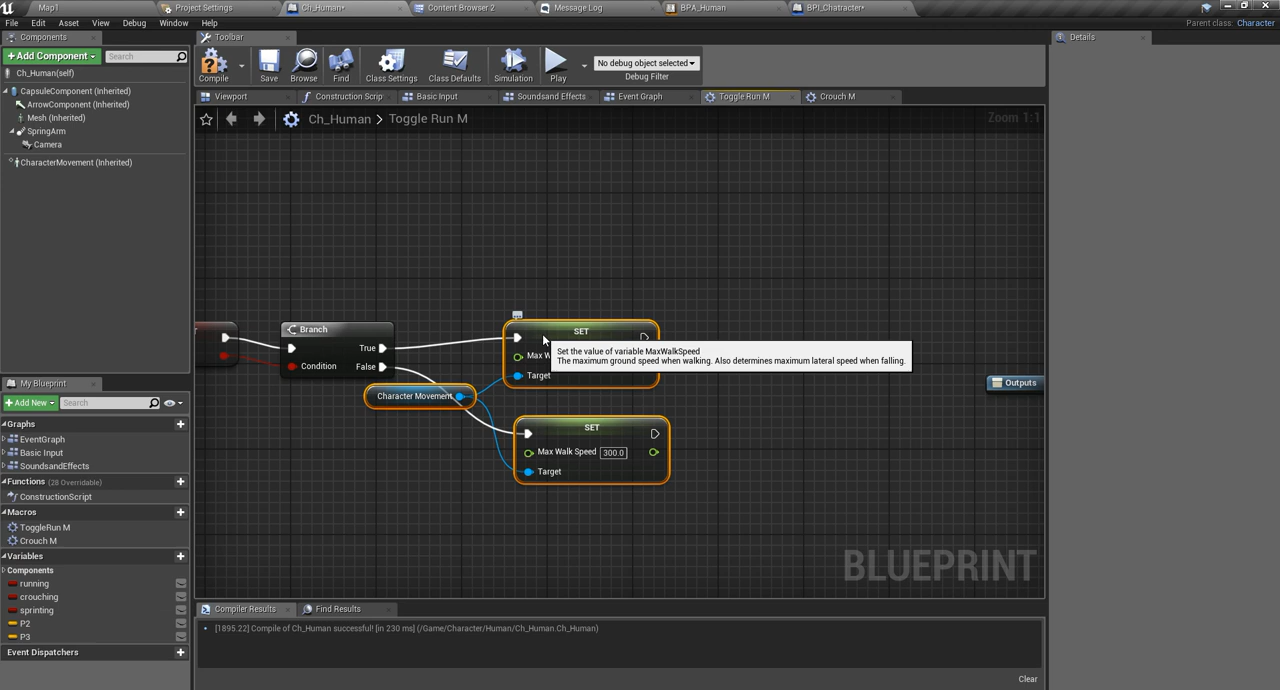 Map1
Project Settings
Ch_Human*
Content Browser 2
Message Log
BPA_Human
BPI_Chatracter*
File Edit Asset View Debug Window Help
Parent class: Character
Components
Toolbar
Details
+ Add Component
Search
Compile
Save
Browse
Find
Class Settings
Class Defaults
Simulation
Play
No debug object selected
Debug Filter
Ch_Human(self)
CapsuleComponent (Inherited)
ArrowComponent (Inherited)
Mesh (Inherited)
SpringArm
Camera
CharacterMovement (Inherited)
Viewport
Construction Scrip
Basic Input
Soundsand Effects
Event Graph
Toggle Run M
Crouch M
Ch_Human > Toggle Run M
Zoom 1:1
Branch
True
Condition
False
SET
Max W
Target
Set the value of variable MaxWalkSpeed
The maximum ground speed when walking. Also determines maximum lateral speed when falling.
Character Movement
SET
Max Walk Speed 300.0
Target
Outputs
BLUEPRINT
My Blueprint
+ Add New
Search
Graphs
EventGraph
Basic Input
SoundsandEffects
Functions (28 Overridable)
ConstructionScript
Macros
ToggleRun M
Crouch M
Variables
Components
running
crouching
sprinting
P2
P3
Event Dispatchers
Compiler Results
Find Results
[1895.22] Compile of Ch_Human successful! [in 230 ms] (/Game/Character/Human/Ch_Human.Ch_Human)
Clear